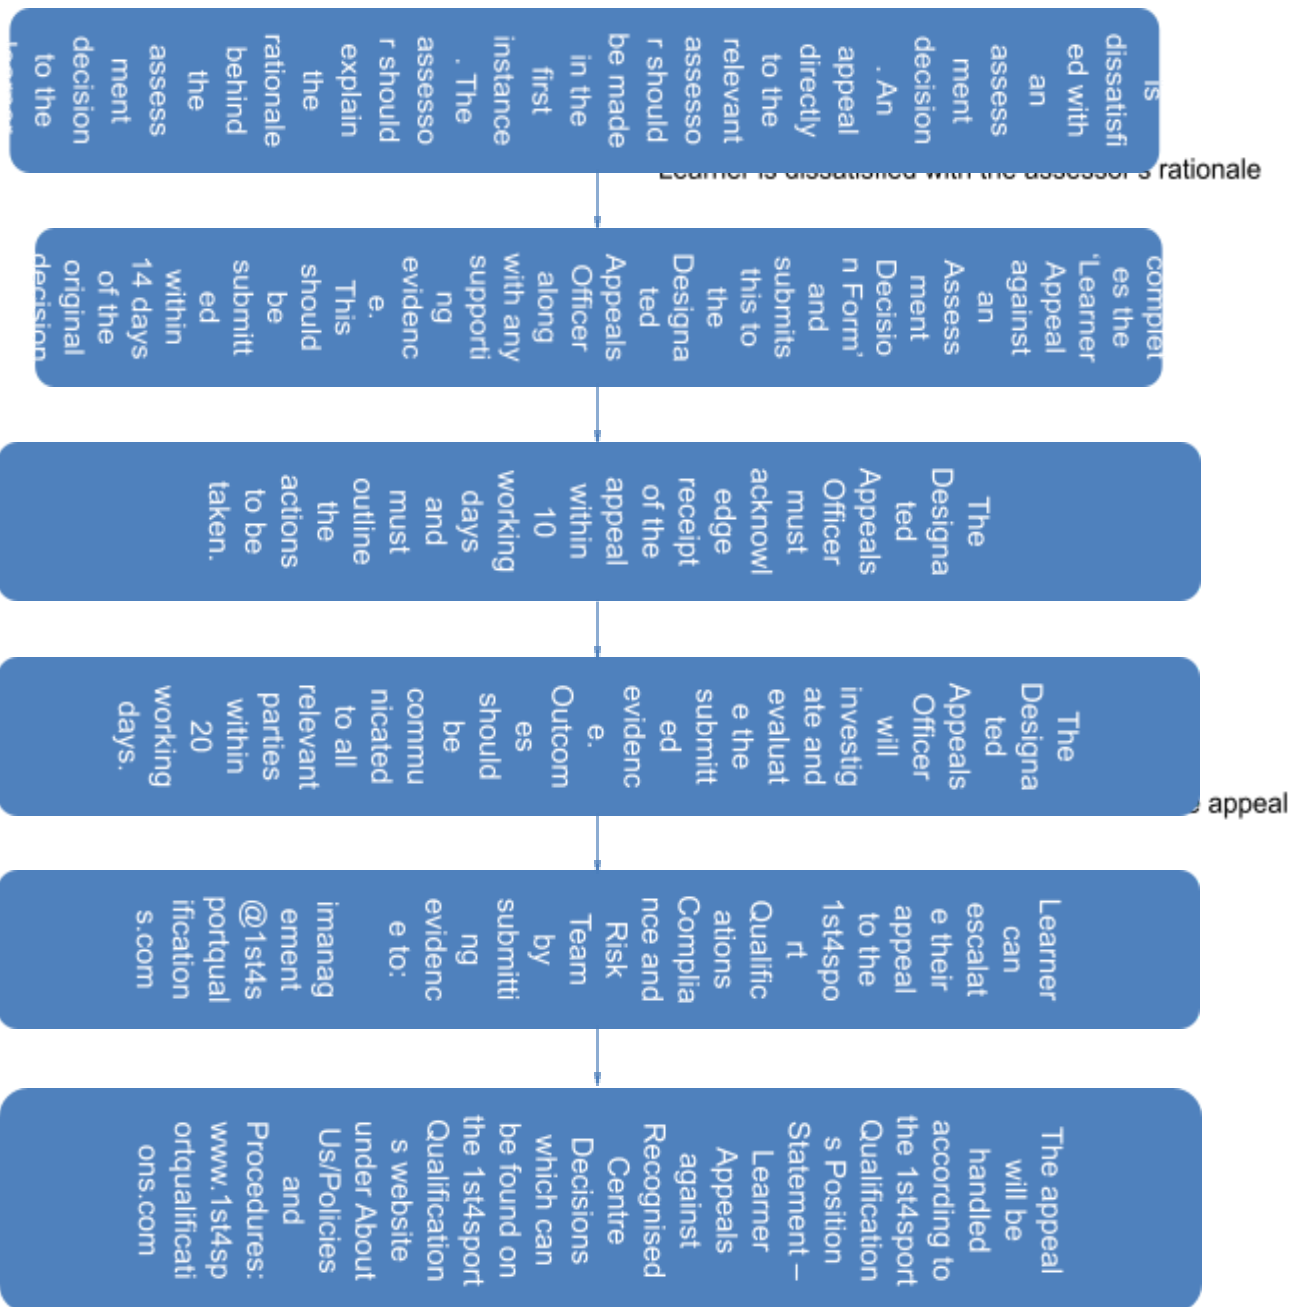 is
dissatisfi
ed with
an
assess
ment
decision
. An
appeal
directly
to the
relevant
assesso
r should
be made
in the
first
instance
. The
assesso
r should
explain
the
rationale
behind
the
assess
ment
decision
to the
learner
Learner is dissatisfied with the assessor's rationale
complet
es the
'Learner
Appeal
against
an
Assess
ment
Decisio
n Form'
and
submits
this to
the
Designa
ted
Appeals
Officer
along
with any
supporti
ng
evidenc
e.
This
should
be
submitt
ed
within
14 days
of the
original
decision
The
Designa
ted
Appeals
Officer
must
acknowl
edge
receipt
of the
appeal
within
10
working
days
and
must
outline
the
actions
to be
taken.
The
Designa
ted
Appeals
Officer
will
investig
ate and
evaluat
e the
submitt
ed
evidenc
e.
Outcom
es
should
be
commu
nicated
to all
relevant
parties
within
20
working
days.
appeal
Learner
can
escalat
e their
appeal
to the
1st4spo
rt
Qualific
ations
Complia
nce and
Risk
Team
by
submitti
ng
evidenc
e to:
imanag
ement
@1st4s
portqual
ification
s.com
The appeal
will be
handled
according to
the 1st4sport
Qualification
s Position
Statement –
Learner
Appeals
against
Recognised
Centre
Decisions
which can
be found on
the 1st4sport
Qualification
s website
under About
Us/Policies
and
Procedures:
www.1st4sp
ortqualificati
ons.com